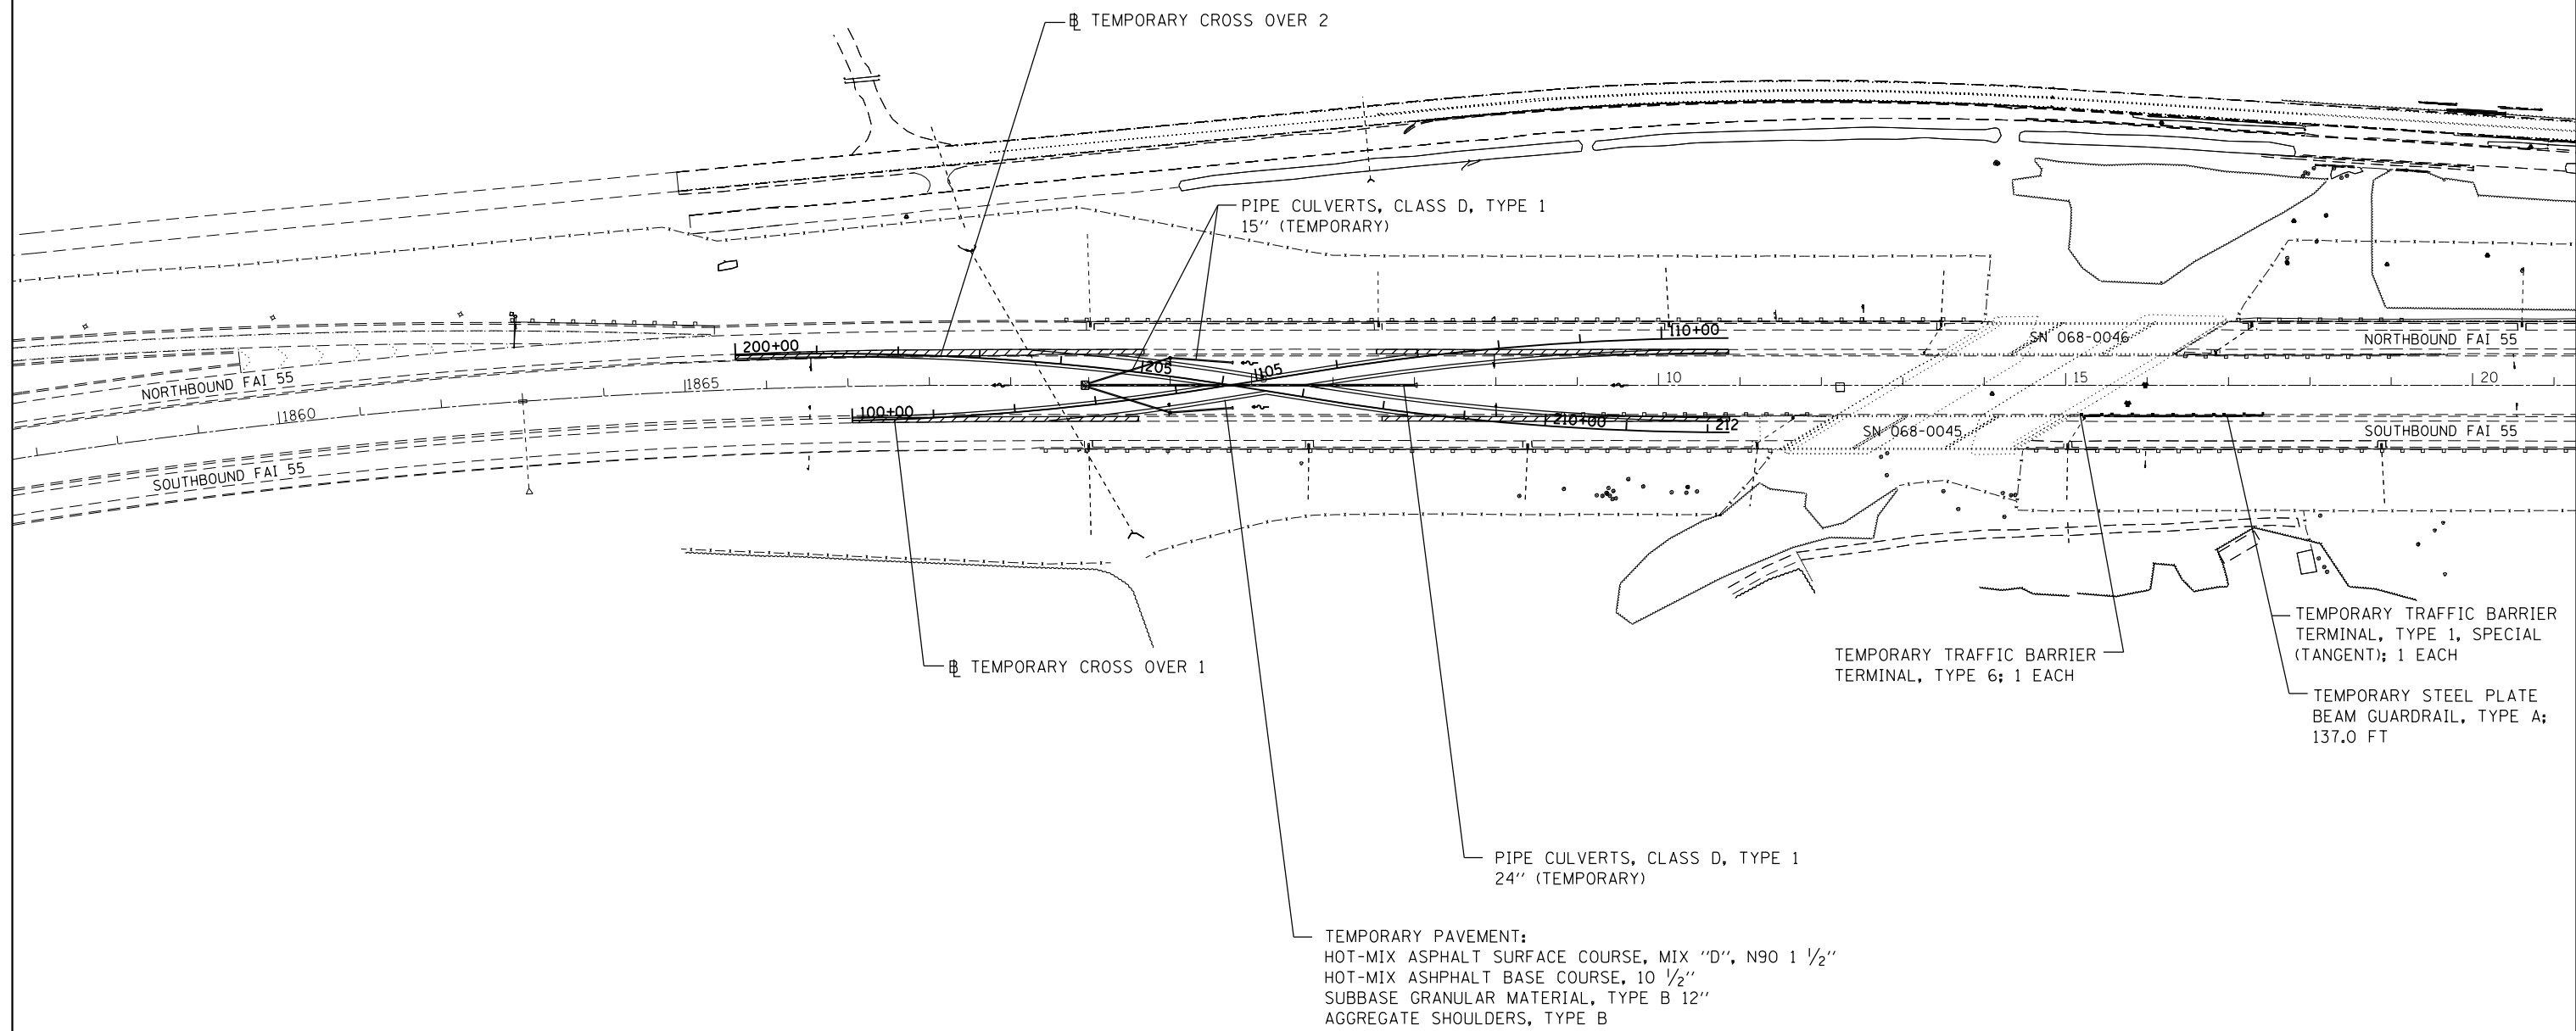 ℄ TEMPORARY CROSS OVER 2
PIPE CULVERTS, CLASS D, TYPE 1
15'' (TEMPORARY)
200+00
110+00
SN 068-0046
NORTHBOUND FAI 55
NORTHBOUND FAI 55
1865
205
105
10
15
20
1860
100+00
210+00
212
SN 068-0045
SOUTHBOUND FAI 55
SOUTHBOUND FAI 55
℄ TEMPORARY CROSS OVER 1
TEMPORARY TRAFFIC BARRIER
TERMINAL, TYPE 6; 1 EACH
TEMPORARY TRAFFIC BARRIER
TERMINAL, TYPE 1, SPECIAL
(TANGENT); 1 EACH
TEMPORARY STEEL PLATE
BEAM GUARDRAIL, TYPE A;
137.0 FT
PIPE CULVERTS, CLASS D, TYPE 1
24'' (TEMPORARY)
TEMPORARY PAVEMENT:
HOT-MIX ASPHALT SURFACE COURSE, MIX ''D'', N90 1 1/2''
HOT-MIX ASHPHALT BASE COURSE, 10 1/2''
SUBBASE GRANULAR MATERIAL, TYPE B 12''
AGGREGATE SHOULDERS, TYPE B